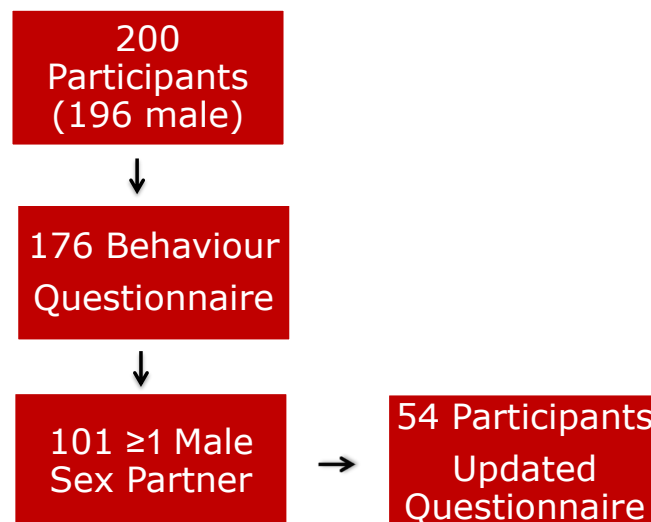 200
Participants
(196 male)
176 Behaviour
Questionnaire
101 ≥1 Male
Sex Partner
54 Participants
Updated
Questionnaire